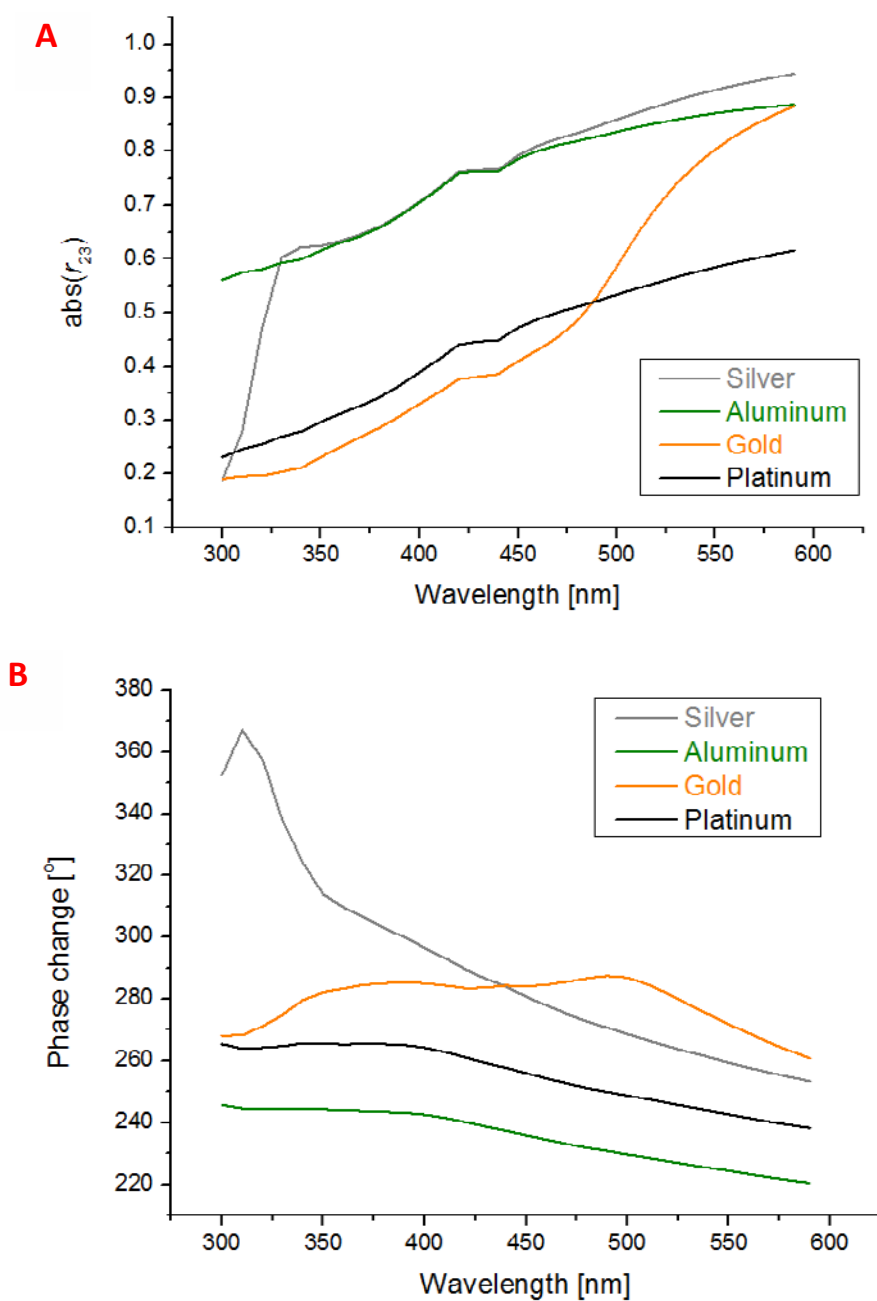 A
1.0
0.9
0.8
0.7
0.6
0.5
0.4
0.3
0.2
0.1
abs(r23)
Silver
Aluminum
Gold
Platinum
300 350 400 450 500 550 600
Wavelength [nm]
B
380
360
340
320
300
280
260
240
220
Phase change [°]
Silver
Aluminum
Gold
Platinum
300 350 400 450 500 550 600
Wavelength [nm]